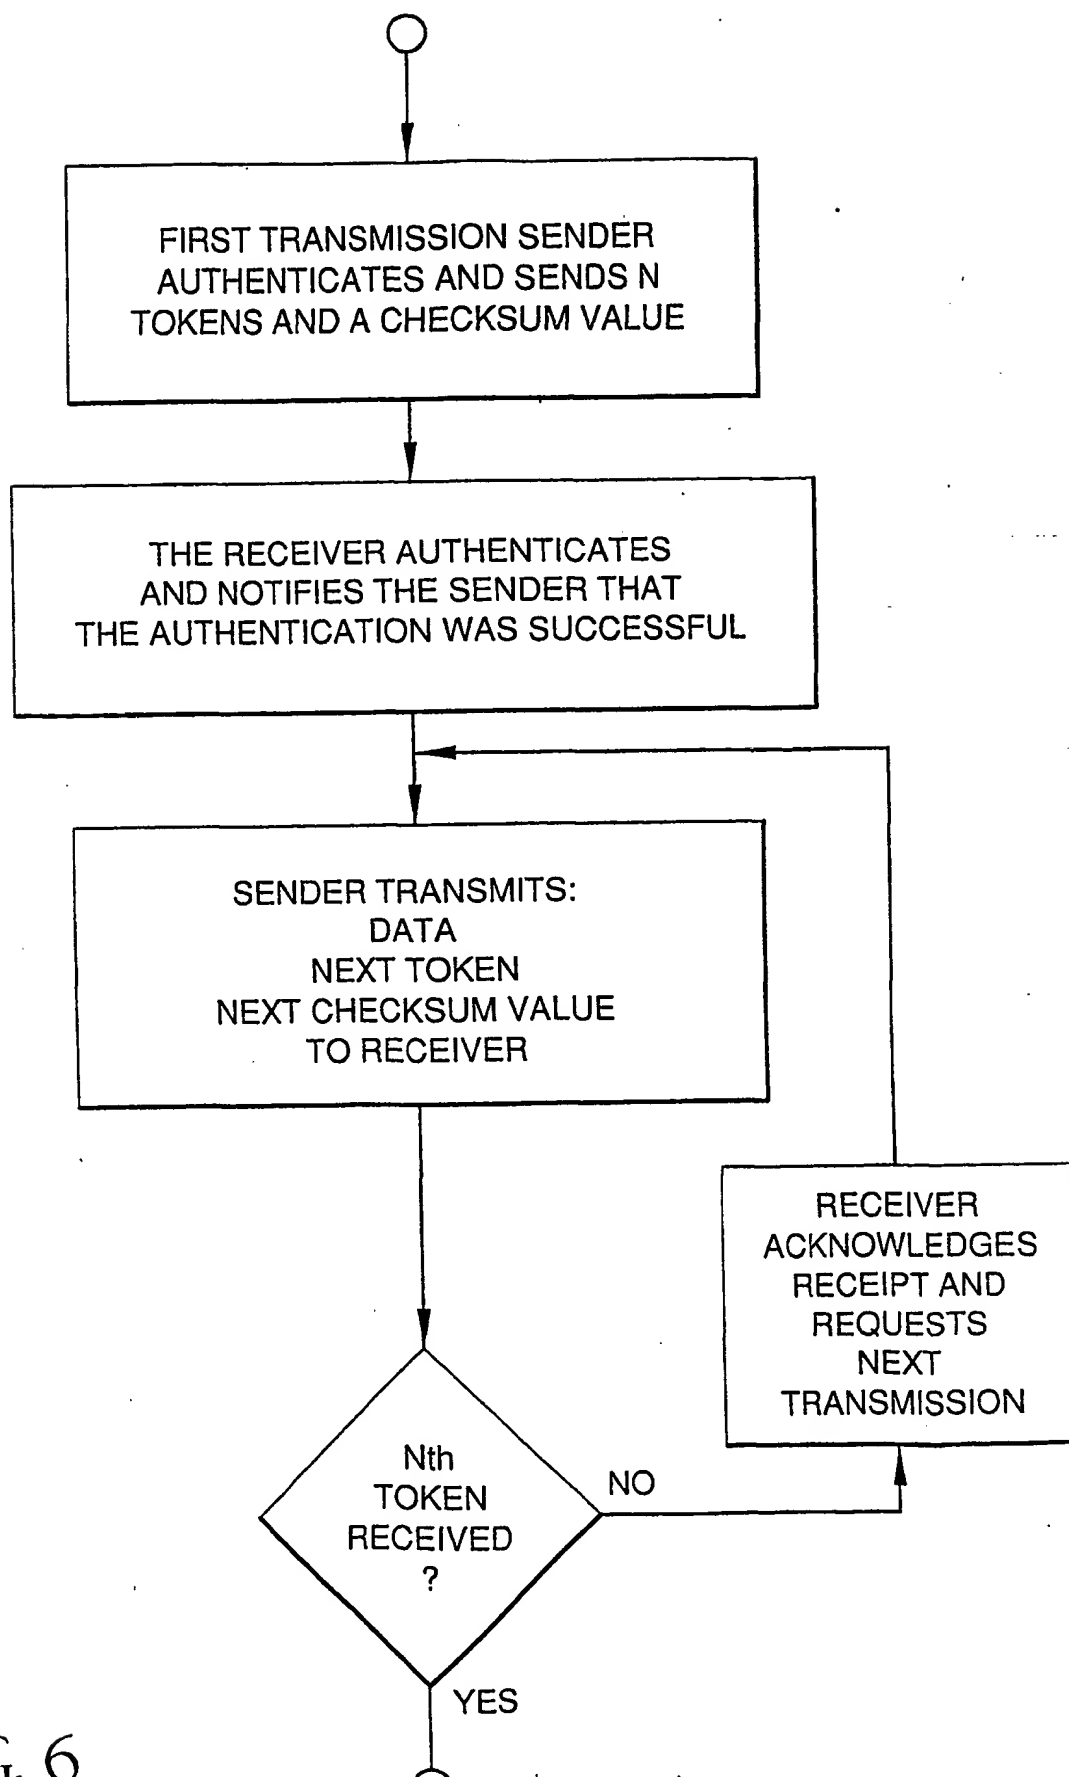 FIRST TRANSMISSION SENDER
AUTHENTICATES AND SENDS N
TOKENS AND A CHECKSUM VALUE
THE RECEIVER AUTHENTICATES
AND NOTIFIES THE SENDER THAT
THE AUTHENTICATION WAS SUCCESSFUL
SENDER TRANSMITS:
DATA
NEXT TOKEN
NEXT CHECKSUM VALUE
TO RECEIVER
RECEIVER
ACKNOWLEDGES
RECEIPT AND
REQUESTS
NEXT
TRANSMISSION
Nth
TOKEN
RECEIVED
?
NO
YES
6